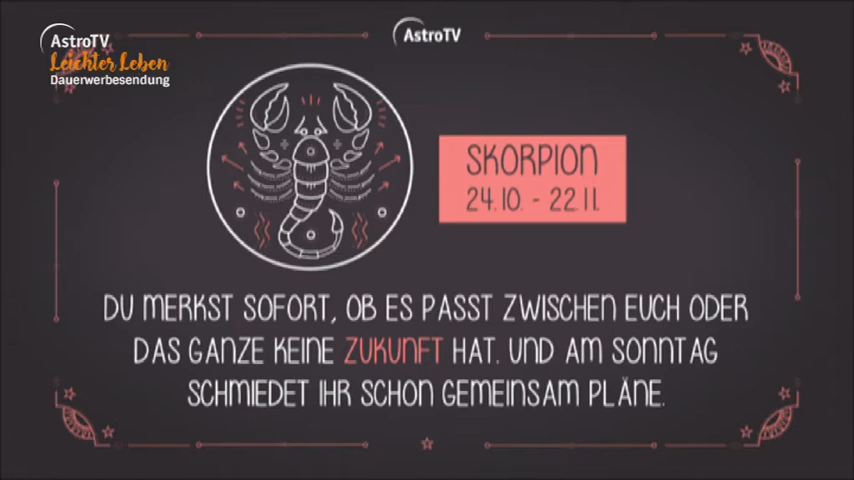 AstroTV
Leichter Leben
Dauerwerbesendung
AstroTV
SKORPION
24.10. - 22.11.
DU MERKST SOFORT, OB ES PASST ZWISCHEN EUCH ODER
DAS GANZE KEINE ZUKUNFT HAT. UND AM SONNTAG
SCHMIEDET IHR SCHON GEMEINSAM PLÄNE.